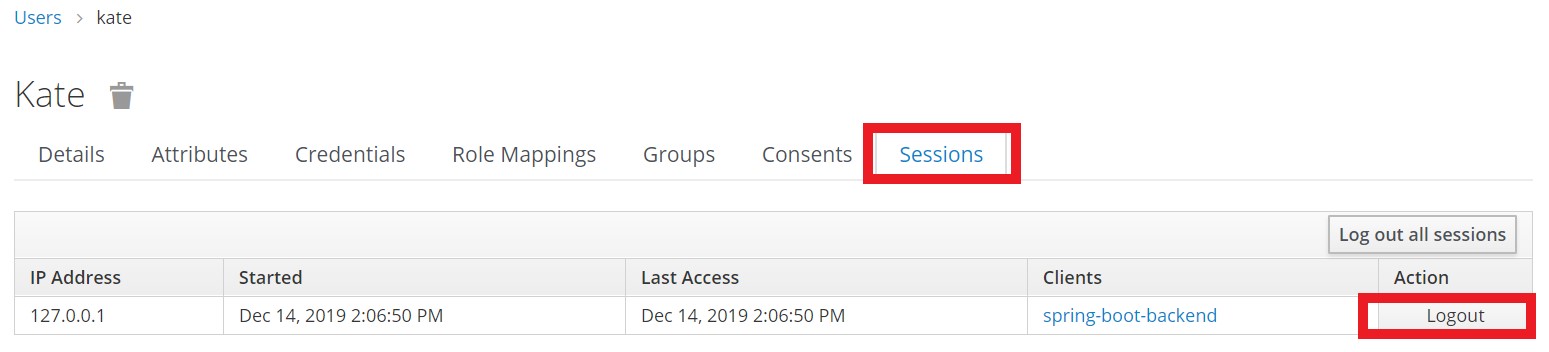 Users > kate
Kate
Details Attributes Credentials Role Mappings Groups Consents Sessions
Log out all sessions
IP Address Started Last Access Clients Action
127.0.0.1 Dec 14, 2019 2:06:50 PM Dec 14, 2019 2:06:50 PM spring-boot-backend Logout